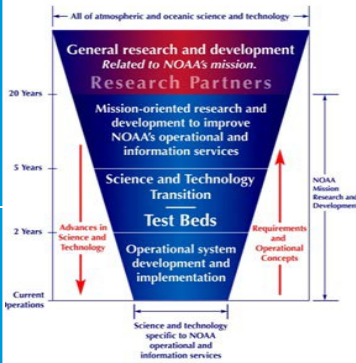 All of atmospheric and oceanic science and technology
General research and development
Related to NOAA's mission.
Research Partners
20 Years
Mission-oriented research and
development to improve
NOAA's operational and
information services
5 Years
Science and Technology
Transition
Test Beds
2 Years
Operational system
development and
implementation
Advances in
Science and
Technology
Requirements
and
Operational
Concepts
NOAA
Mission
Research and
Development
Current
Operations
Science and technology
specific to NOAA
operational and
information services